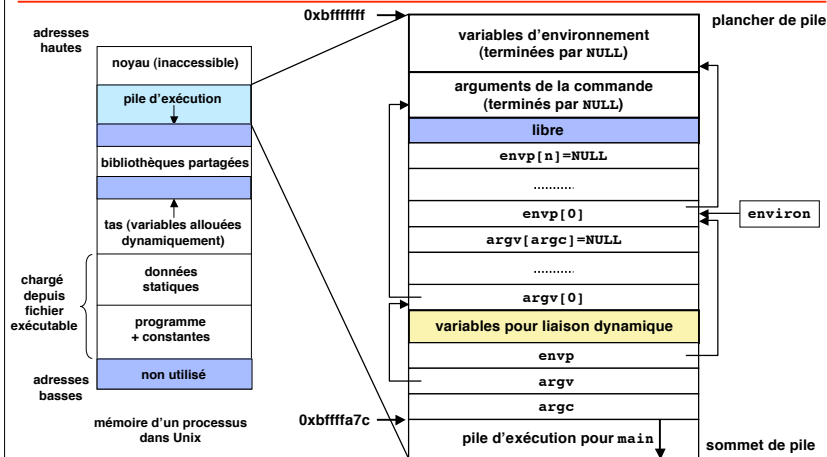 adresses
hautes
noyau (inaccessible)
pile d'exécution
bibliothèques partagées
tas (variables allouées
dynamiquement)
données
statiques
programme
+ constantes
non utilisé
chargé
depuis
fichier
exécutable
adresses
basses
mémoire d'un processus
dans Unix
0xbfffffff
plancher de pile
variables d'environnement
(terminées par NULL)
arguments de la commande
(terminés par NULL)
libre
envp[n]=NULL
..........
envp[0]
environ
argv[argc]=NULL
..........
argv[0]
variables pour liaison dynamique
envp
argv
argc
0xbffffa7c
pile d'exécution pour main
sommet de pile